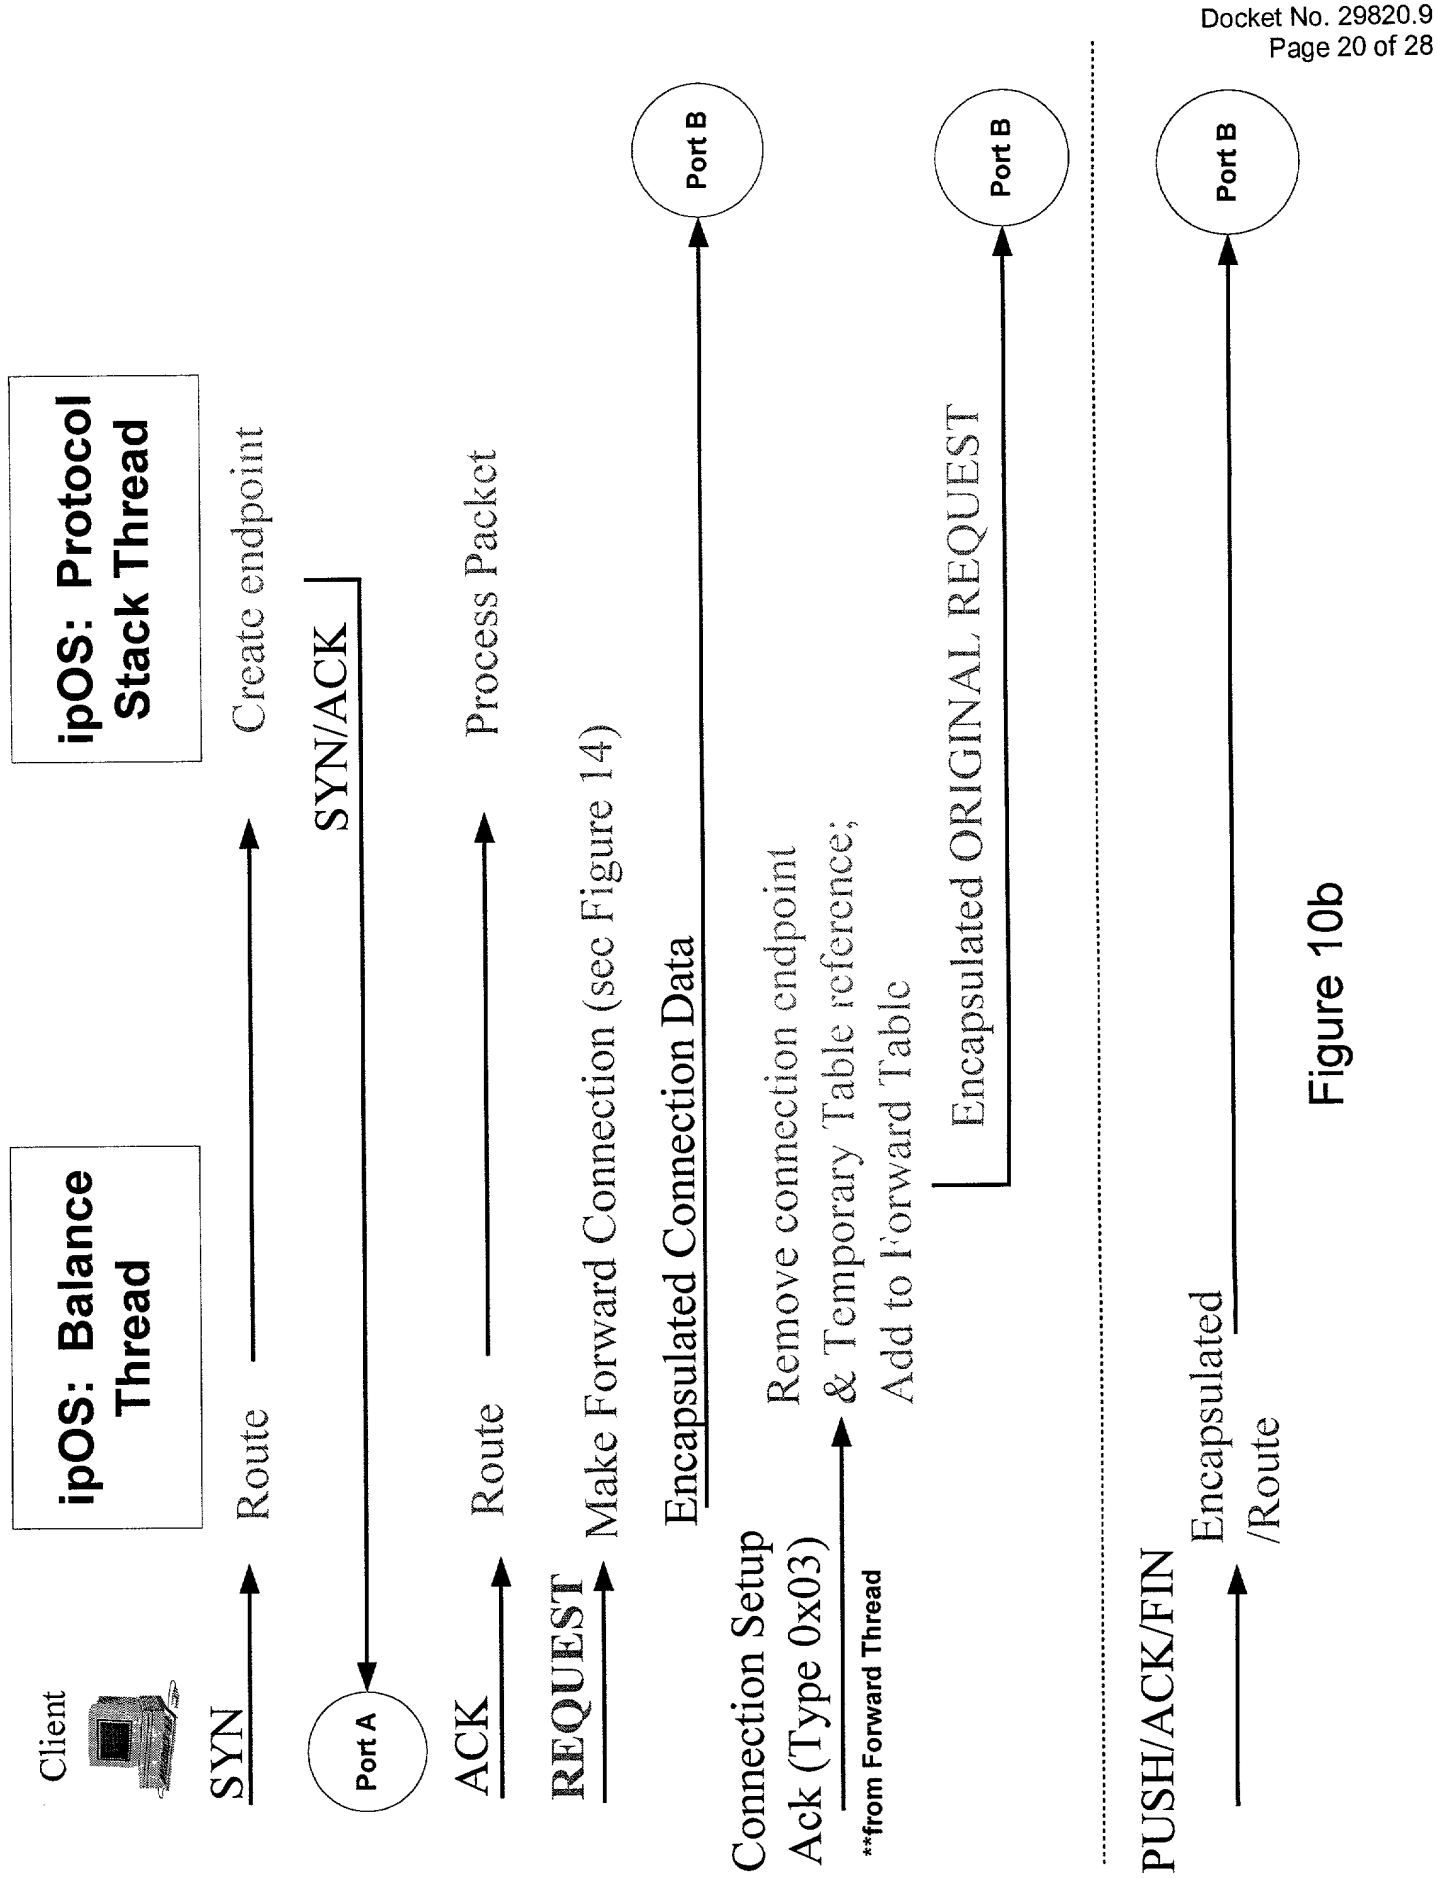 Docket No. 29820.9
Page 20 of 28
Client
ipOS: Balance
Thread
ipOS: Protocol
Stack Thread
SYN
Route
Create endpoint
SYN/ACK
Port A
ACK
Route
Process Packet
REQUEST
Make Forward Connection (see Figure 14)
Encapsulated Connection Data
Port B
Connection Setup
Ack (Type 0x03)
**from Forward Thread
Remove connection endpoint
& Temporary Table reference;
Add to Forward Table
Encapsulated ORIGINAL REQUEST
Port B
PUSH/ACK/FIN
Encapsulated
/Route
Port B
Figure 10b